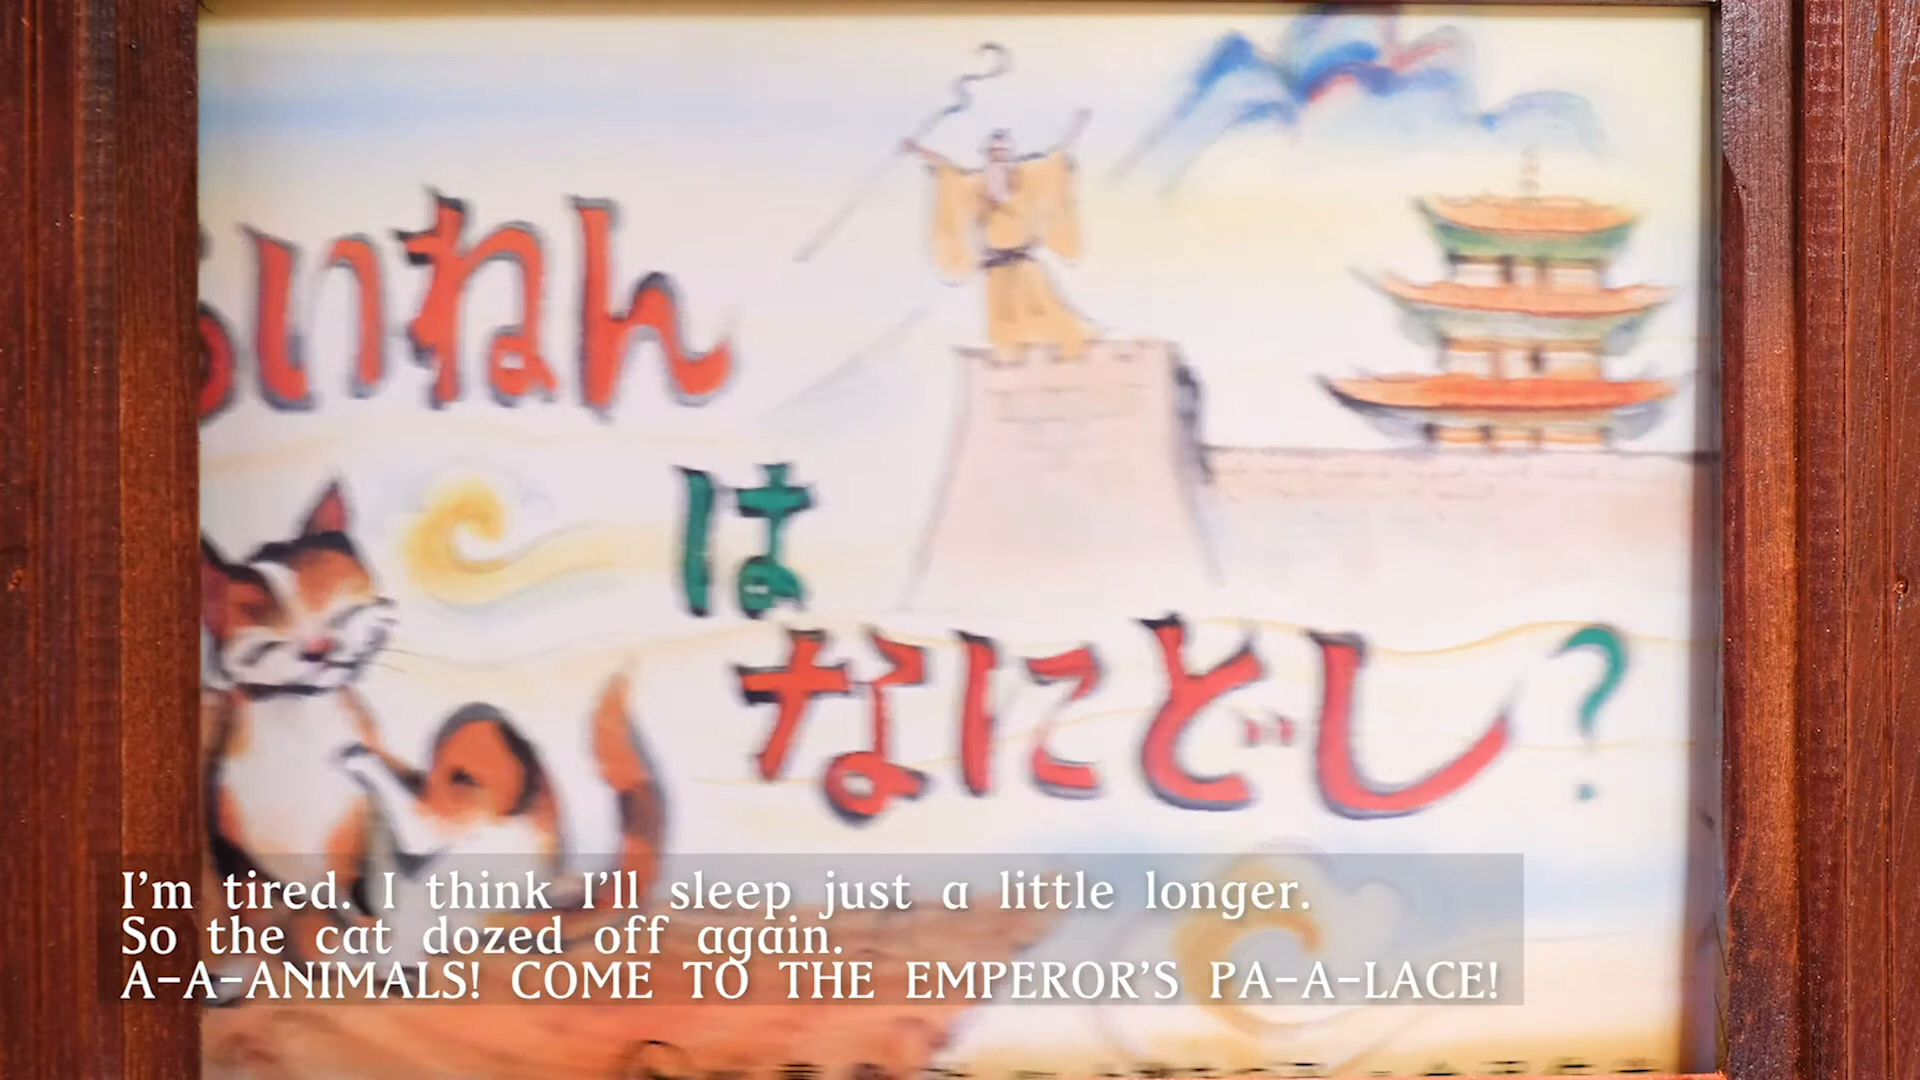 らいねん
は
なにどし?
I'm tired. I think I'll sleep just a little longer.
So the cat dozed off again.
A-A-ANIMALS! COME TO THE EMPEROR'S PA-A-LACE!